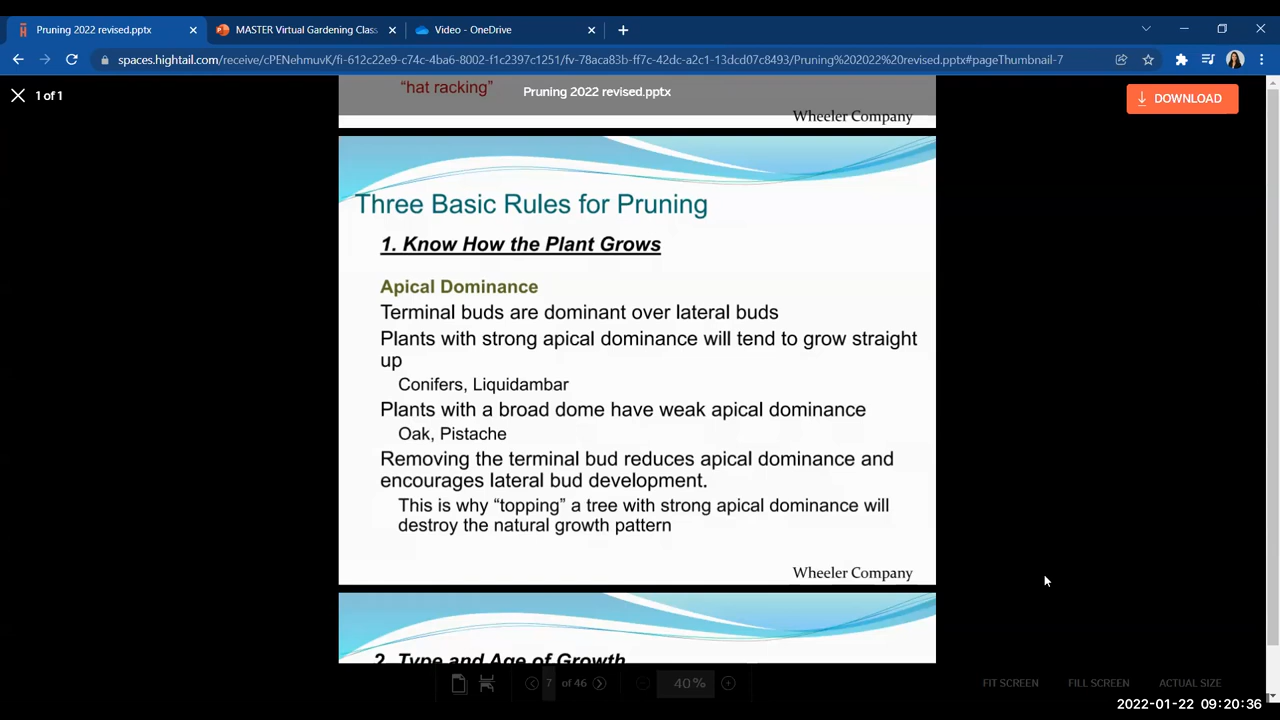 Pruning 2022 revised.pptx
MASTER Virtual Gardening Class
Video - OneDrive
spaces.hightail.com/receive/cPENehmuvK/fi-612c22e9-c74c-4ba6-8002-f1c2397c1251/fv-78aca83b-ff7c-42dc-a2c1-13dcd07c8493/Pruning%202022%20revised.pptx#pageThumbnail-7
1 of 1
"hat racking"
Pruning 2022 revised.pptx
DOWNLOAD
Wheeler Company
Three Basic Rules for Pruning
1. Know How the Plant Grows
Apical Dominance
Terminal buds are dominant over lateral buds
Plants with strong apical dominance will tend to grow straight
up
Conifers, Liquidambar
Plants with a broad dome have weak apical dominance
Oak, Pistache
Removing the terminal bud reduces apical dominance and
encourages lateral bud development.
This is why "topping" a tree with strong apical dominance will
destroy the natural growth pattern
Wheeler Company
2. Type and Age of Growth
7 of 46
40%
FIT SCREEN
FILL SCREEN
ACTUAL SIZE
2022-01-22 09:20:36